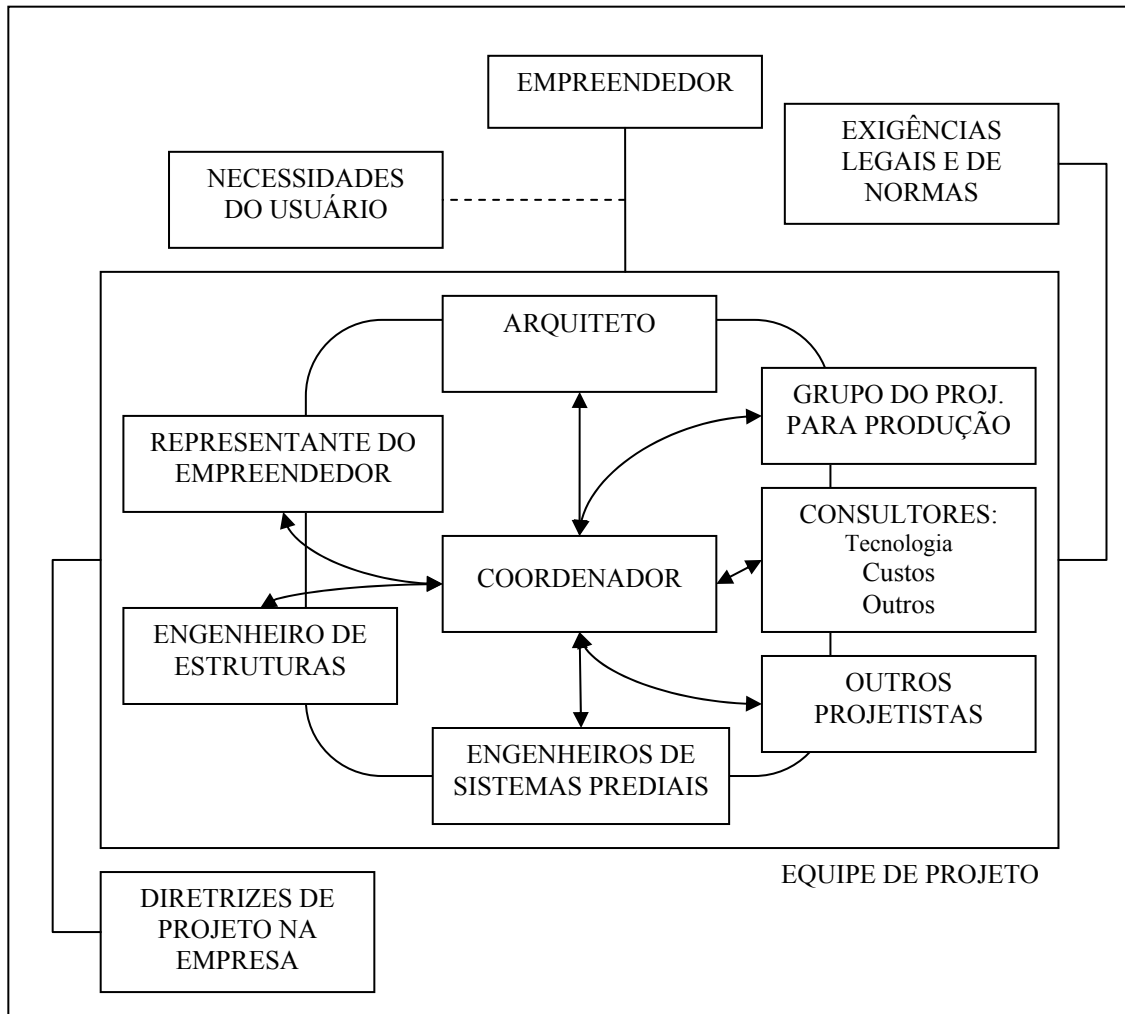 EMPREENDEDOR
EXIGÊNCIAS
LEGAIS E DE
NORMAS
NECESSIDADES
DO USUÁRIO
ARQUITETO
GRUPO DO PROJ.
PARA PRODUÇÃO
REPRESENTANTE DO
EMPREENDEDOR
CONSULTORES:
Tecnologia
Custos
Outros
COORDENADOR
ENGENHEIRO DE
ESTRUTURAS
OUTROS
PROJETISTAS
ENGENHEIROS DE
SISTEMAS PREDIAIS
EQUIPE DE PROJETO
DIRETRIZES DE
PROJETO NA
EMPRESA